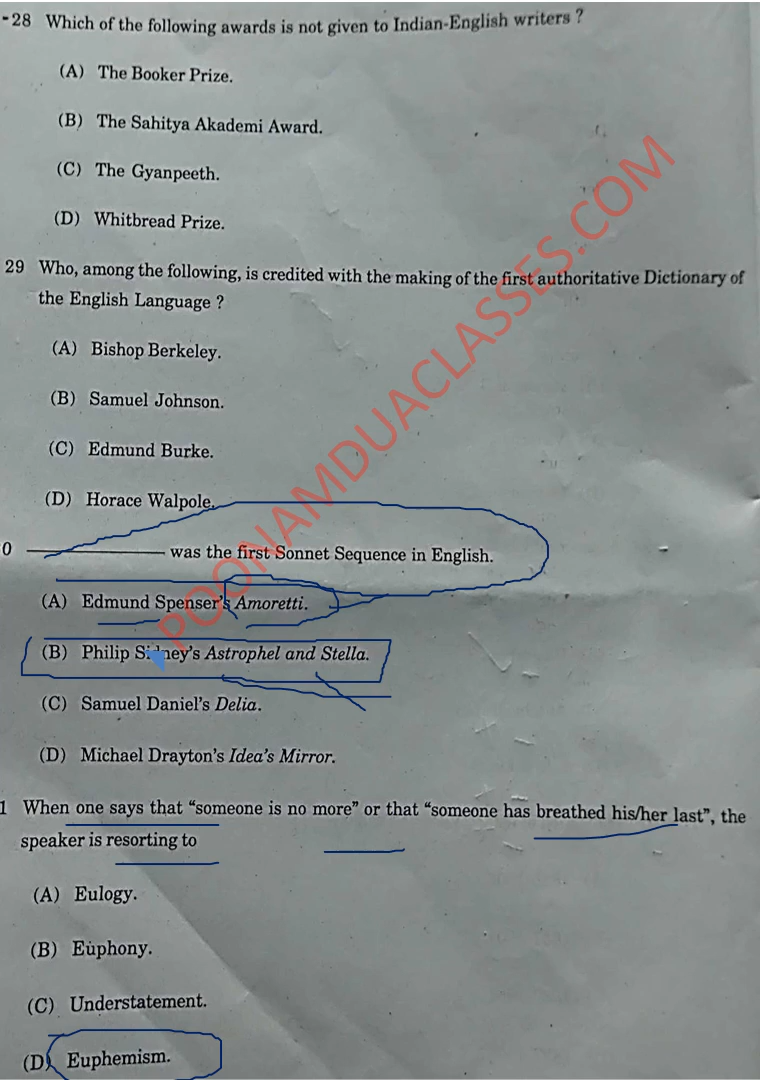 -28 Which of the following awards is not given to Indian-English writers ?
(A) The Booker Prize.
(B) The Sahitya Akademi Award.
(C) The Gyanpeeth.
(D) Whitbread Prize.
29 Who, among the following, is credited with the making of the first authoritative Dictionary of
the English Language ?
(A) Bishop Berkeley.
(B) Samuel Johnson.
(C) Edmund Burke.
(D) Horace Walpole.
0 ____________ was the first Sonnet Sequence in English.
(A) Edmund Spenser's Amoretti.
(B) Philip Sidney's Astrophel and Stella.
(C) Samuel Daniel's Delia.
(D) Michael Drayton's Idea's Mirror.
1 When one says that “someone is no more” or that “someone has breathed his/her last”, the
speaker is resorting to
(A) Eulogy.
(B) Euphony.
(C) Understatement.
(D) Euphemism.
POONAMDUACLASSES.COM